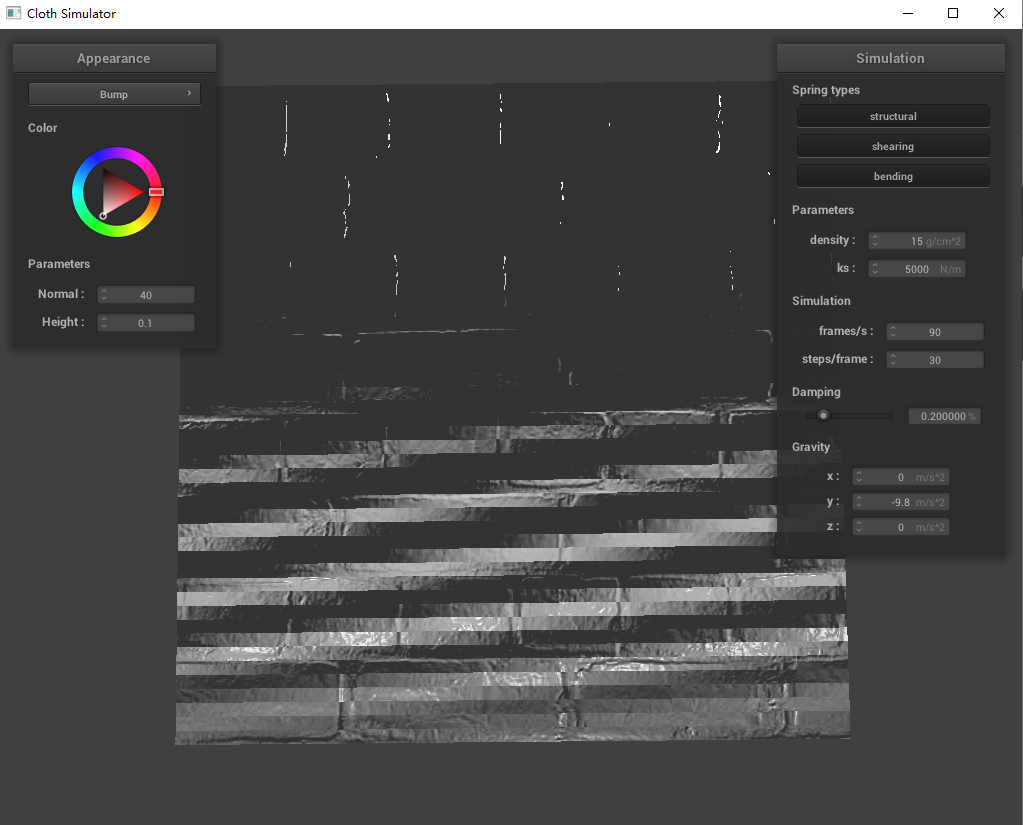 Cloth Simulator
Appearance
Bump
Color
Parameters
Normal : 40
Height : 0.1
Simulation
Spring types
structural
shearing
bending
Parameters
density : 15 g/cm^2
ks : 5000 N/m
Simulation
frames/s : 90
steps/frame : 30
Damping
0.200000 %
Gravity
x : 0 m/s^2
y : -9.8 m/s^2
z : 0 m/s^2